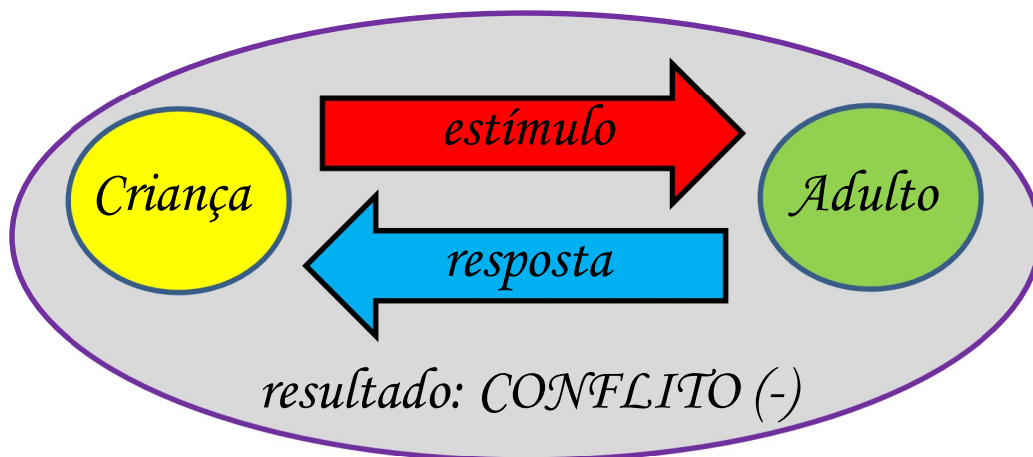 estímulo
Criança
Adulto
resposta
resultado: CONFLITO (-)